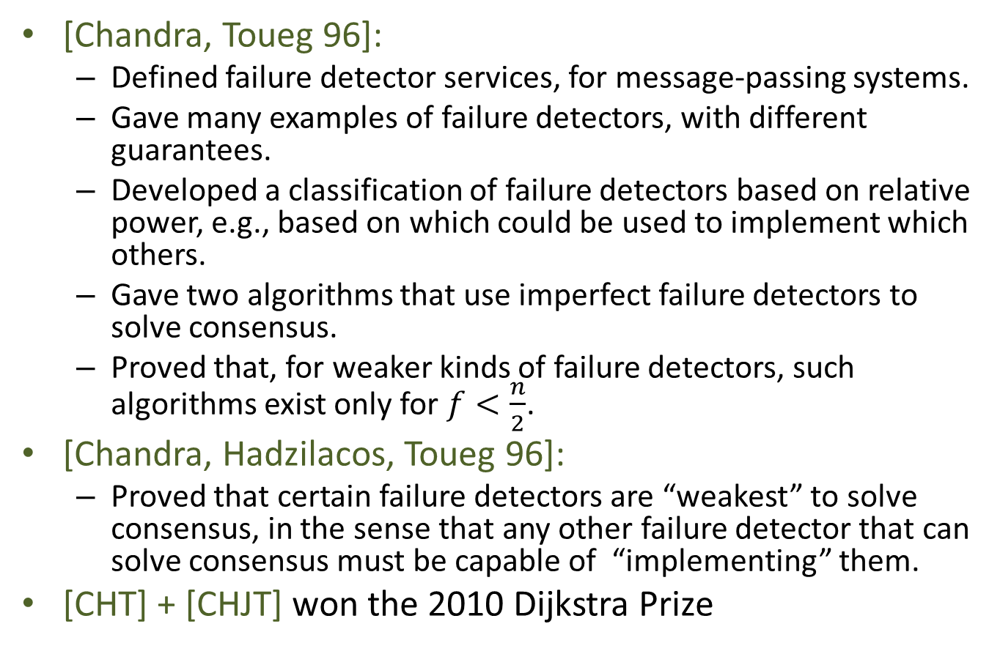 • [Chandra, Toueg 96]:
– Defined failure detector services, for message-passing systems.
– Gave many examples of failure detectors, with different
guarantees.
– Developed a classification of failure detectors based on relative
power, e.g., based on which could be used to implement which
others.
– Gave two algorithms that use imperfect failure detectors to
solve consensus.
– Proved that, for weaker kinds of failure detectors, such
algorithms exist only for f < n/2.
• [Chandra, Hadzilacos, Toueg 96]:
– Proved that certain failure detectors are “weakest” to solve
consensus, in the sense that any other failure detector that can
solve consensus must be capable of “implementing” them.
• [CHT] + [CHJT] won the 2010 Dijkstra Prize